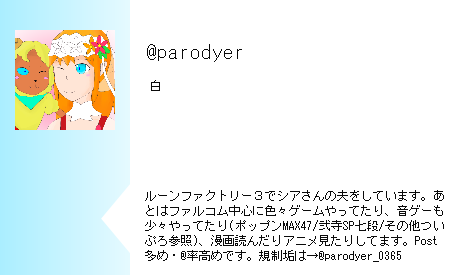 @parodyer
白
ルーンファクトリー３でシアさんの夫をしています。あ
とはファルコム中心に色々ゲームやってたり、音ゲーも
少々やってたり(ポップンMAX47/弐寺SP七段/その他つい
ぷろ参照)、漫画読んだりアニメ見たりしてます。Post
多め・@率高めです。規制垢は→@parodyer_0365